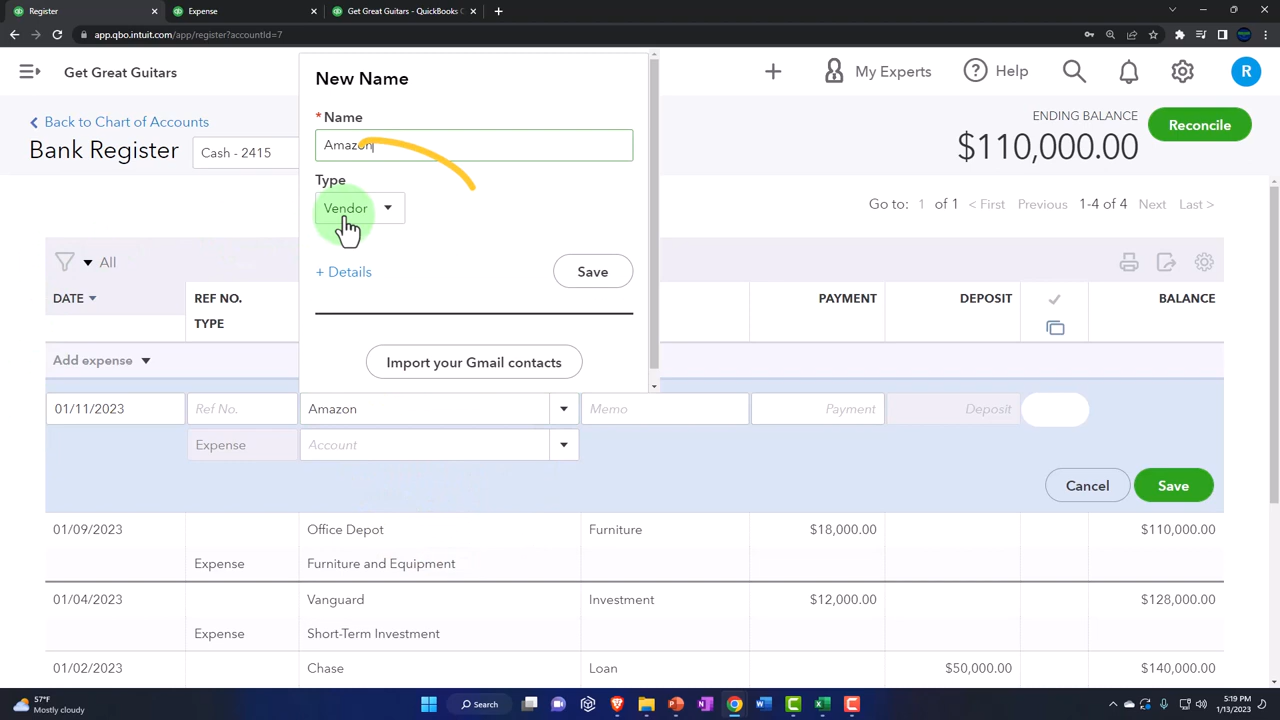 Register
Expense
Get Great Guitars - QuickBooks C
app.qbo.intuit.com/app/register?accountId=7
Get Great Guitars
My Experts
Help
R
Back to Chart of Accounts
Bank Register
Cash - 2415
ENDING BALANCE
$110,000.00
Reconcile
New Name
* Name
Amazon
Type
Vendor
+ Details
Save
Import your Gmail contacts
Go to: 1 of 1 < First Previous 1-4 of 4 Next Last >
All
DATE
REF NO.
TYPE
PAYMENT
DEPOSIT
BALANCE
Add expense
01/11/2023 Ref No. Amazon Memo Payment Deposit
Expense Account
Cancel Save
01/09/2023 Office Depot Furniture $18,000.00 $110,000.00
Expense Furniture and Equipment
01/04/2023 Vanguard Investment $12,000.00 $128,000.00
Expense Short-Term Investment
01/02/2023 Chase Loan $50,000.00 $140,000.00
57°F
Mostly cloudy
Search
5:19 PM
1/13/2023